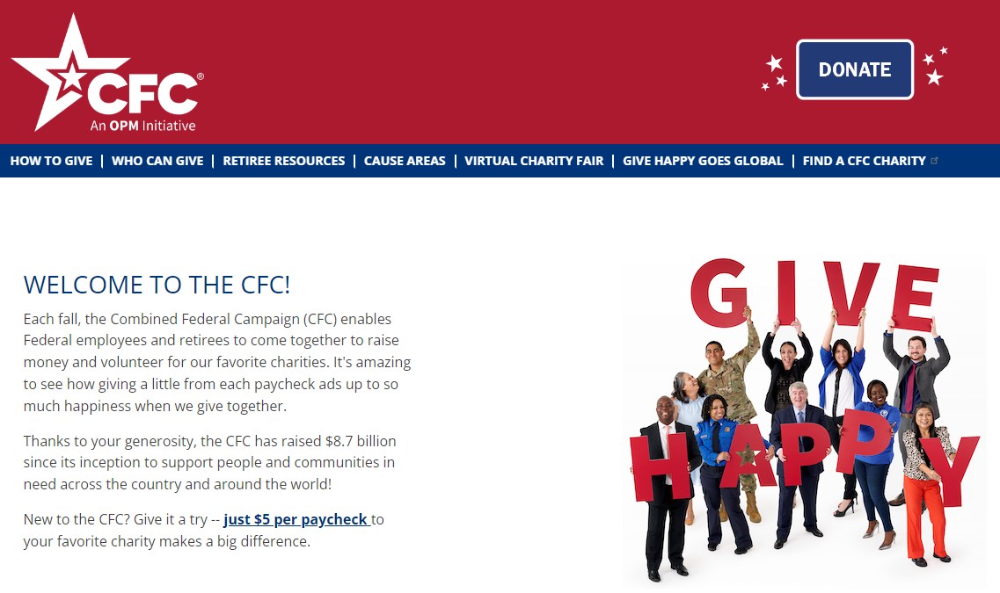 CFC®
An OPM Initiative
DONATE
HOW TO GIVE | WHO CAN GIVE | RETIREE RESOURCES | CAUSE AREAS | VIRTUAL CHARITY FAIR | GIVE HAPPY GOES GLOBAL | FIND A CFC CHARITY
WELCOME TO THE CFC!
Each fall, the Combined Federal Campaign (CFC) enables
Federal employees and retirees to come together to raise
money and volunteer for our favorite charities. It's amazing
to see how giving a little from each paycheck ads up to so
much happiness when we give together.
Thanks to your generosity, the CFC has raised $8.7 billion
since its inception to support people and communities in
need across the country and around the world!
New to the CFC? Give it a try -- just $5 per paycheck to
your favorite charity makes a big difference.
GIVE
HAPPY